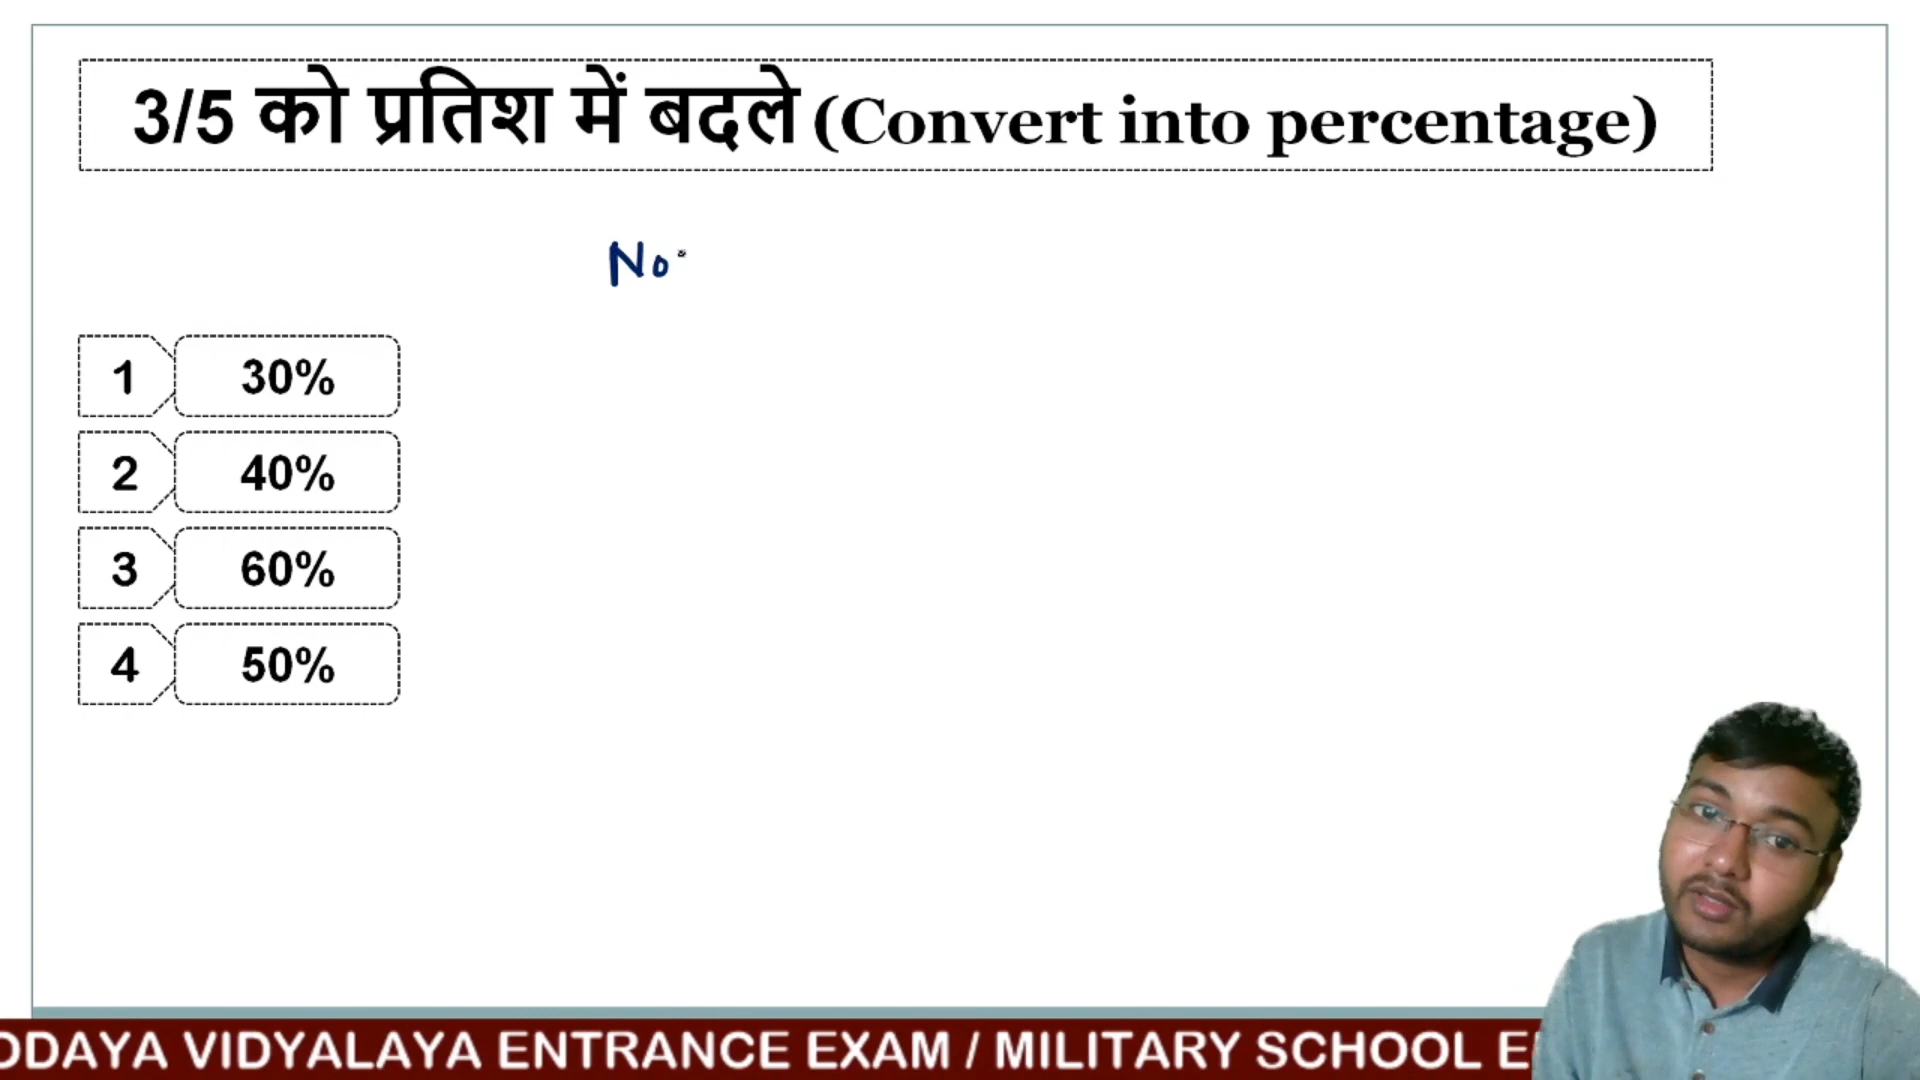 3/5 को प्रतिश में बदले (Convert into percentage)
No.
1 30%
2 40%
3 60%
4 50%
ODAYA VIDYALAYA ENTRANCE EXAM / MILITARY SCHOOL E